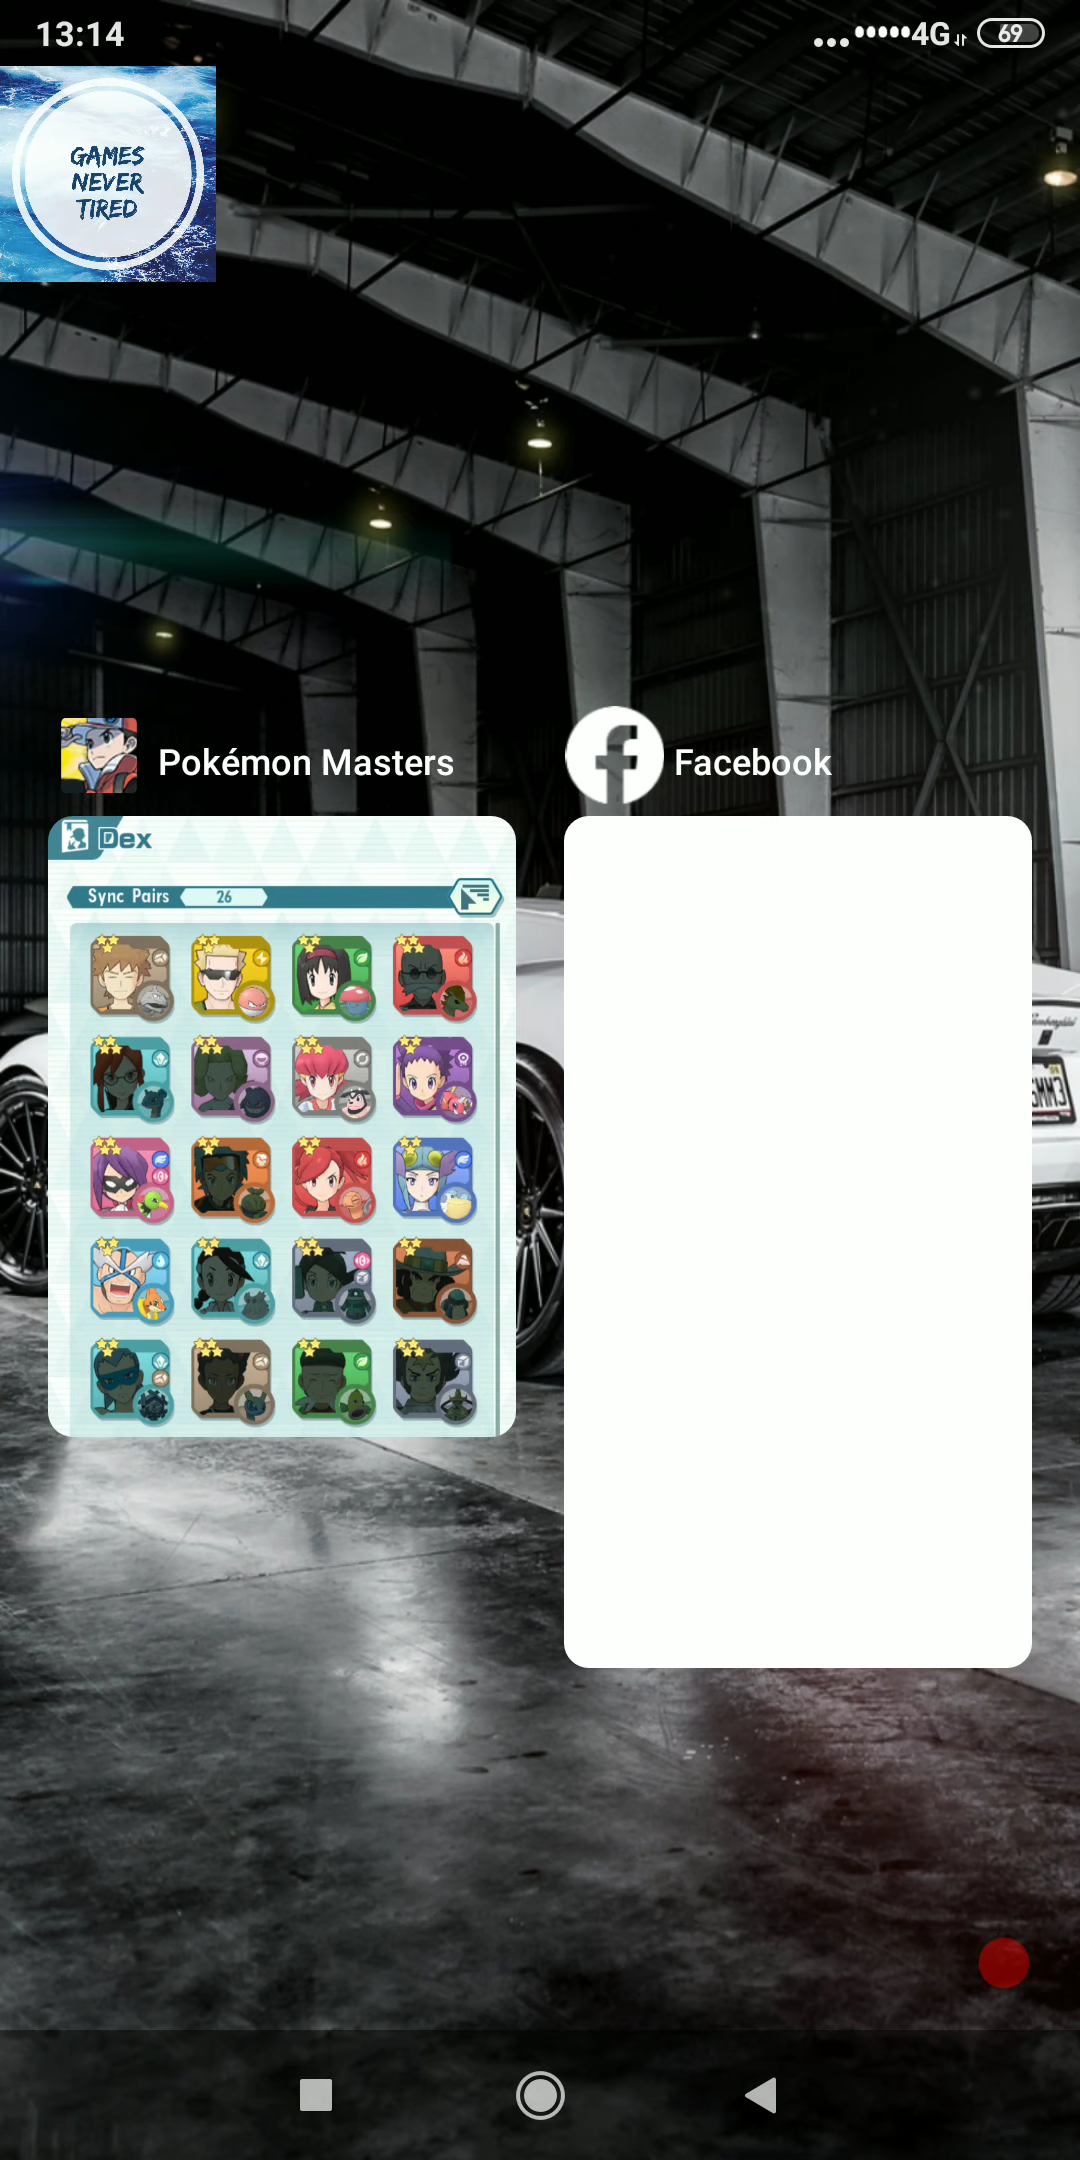 13:14
4G
69
GAMES
NEVER
TIRED
Pokémon Masters
Facebook
Dex
Sync Pairs 26